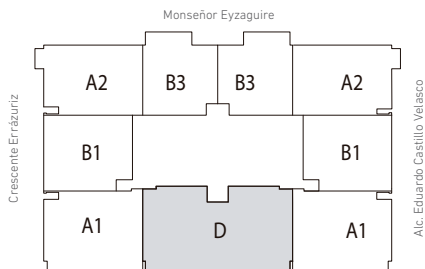 Monseñor Eyzaguire
Crescente Errázuriz
Alc. Eduardo Castillo Velasco
A2
B3
B3
A2
B1
B1
A1
D
A1